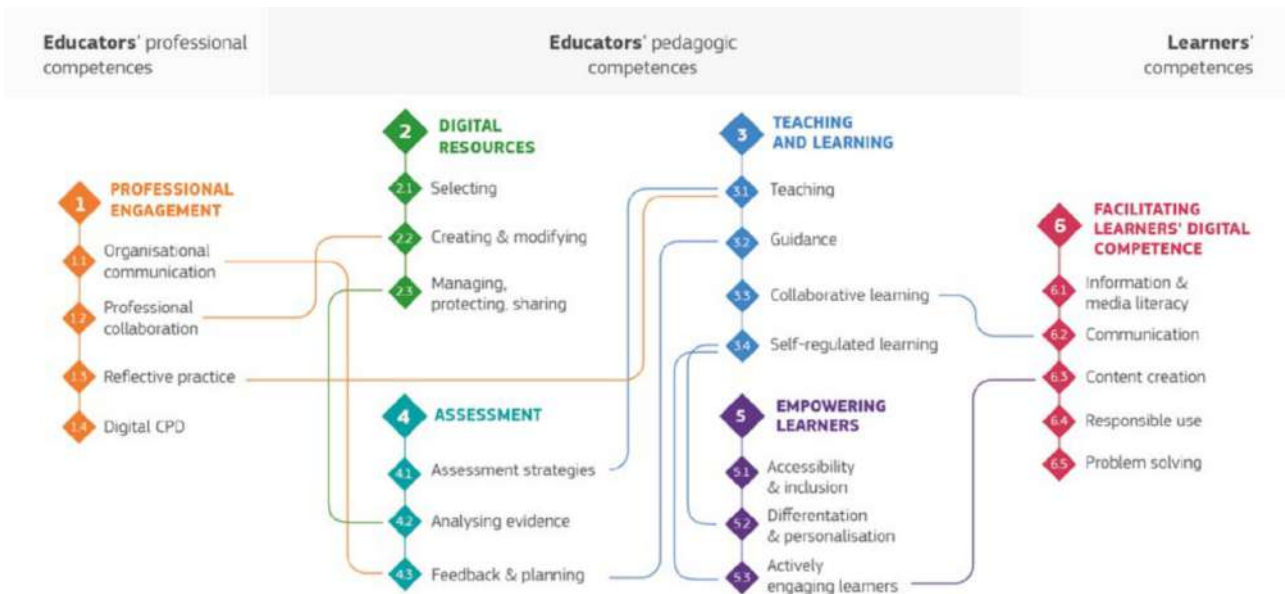 Educators' professional
competences
Educators' pedagogic
competences
Learners'
competences
1
PROFESSIONAL
ENGAGEMENT
1.1
Organisational
communication
1.2
Professional
collaboration
1.3
Reflective practice
1.4
Digital CPD
2
DIGITAL
RESOURCES
2.1
Selecting
2.2
Creating & modifying
2.3
Managing,
protecting, sharing
3
TEACHING
AND LEARNING
3.1
Teaching
3.2
Guidance
3.3
Collaborative learning
3.4
Self-regulated learning
4
ASSESSMENT
4.1
Assessment strategies
4.2
Analysing evidence
4.3
Feedback & planning
5
EMPOWERING
LEARNERS
5.1
Accessibility
& inclusion
5.2
Differentation
& personalisation
5.3
Actively
engaging learners
6
FACILITATING
LEARNERS' DIGITAL
COMPETENCE
6.1
Information &
media literacy
6.2
Communication
6.3
Content creation
6.4
Responsible use
6.5
Problem solving